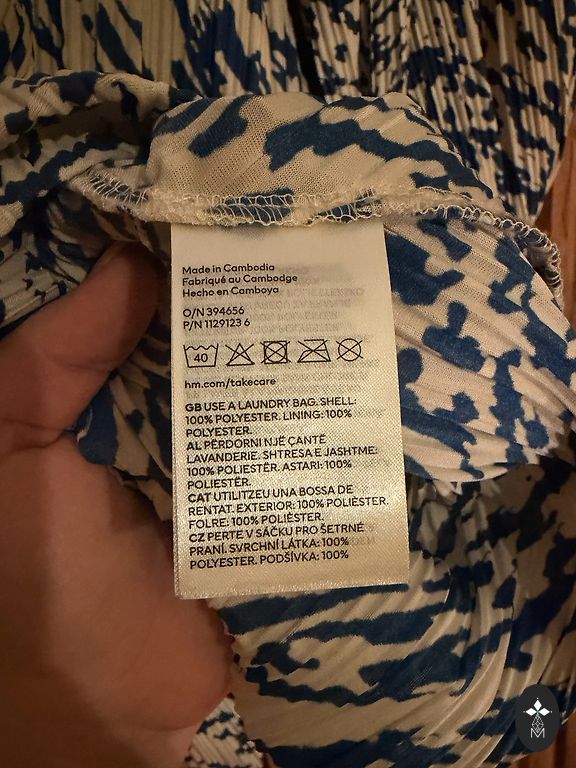 Made in Cambodia
Fabriqué au Cambodge
Hecho en Camboya
O/N 394656
P/N 1129123 6
40
hm.com/takecare
GB USE A LAUNDRY BAG. SHELL:
100% POLYESTER. LINING: 100%
POLYESTER.
AL PËRDORNI NJË ÇANTË
LAVANDERIE. SHTRESA E JASHTME:
100% POLIESTËR. ASTARI: 100%
POLIESTËR.
CAT UTILITZEU UNA BOSSA DE
RENTAT. EXTERIOR: 100% POLIÈSTER.
FOLRE: 100% POLIÈSTER.
CZ PERTE V SÁČKU PRO ŠETRNÉ
PRANÍ. SVRCHNÍ LÁTKA: 100%
POLYESTER. PODŠÍVKA: 100%